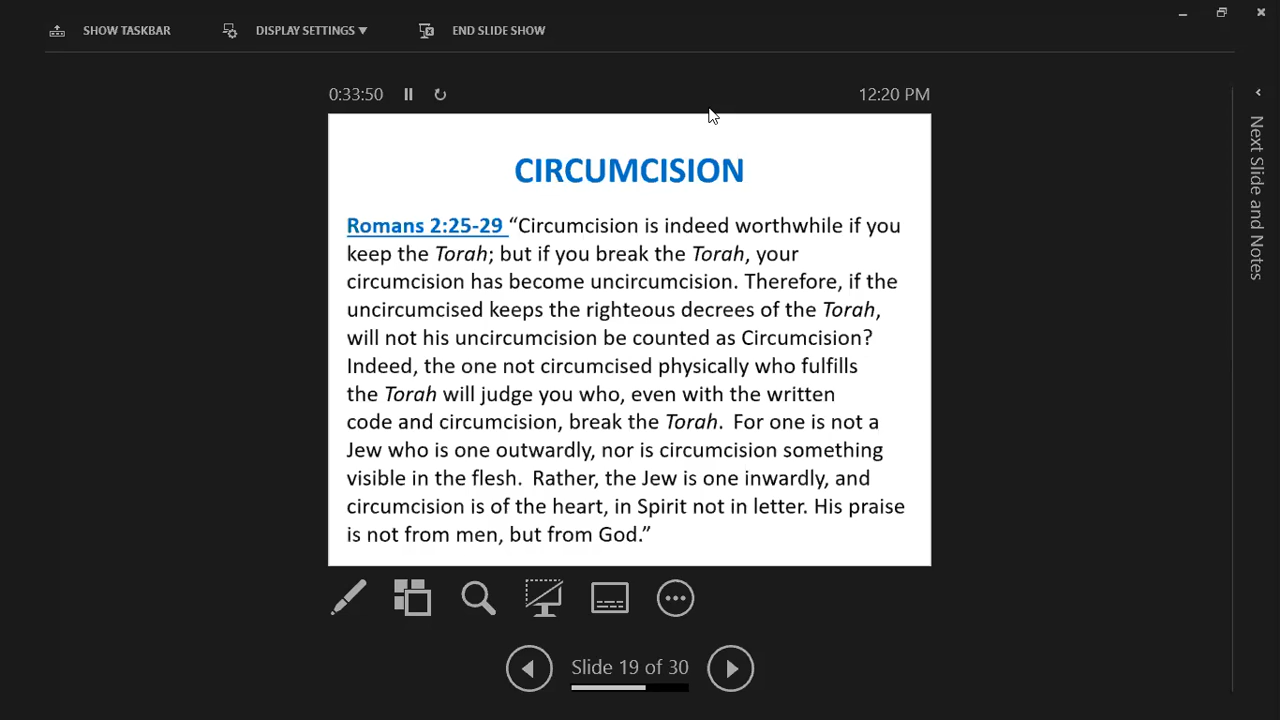 SHOW TASKBAR
DISPLAY SETTINGS ▼
END SLIDE SHOW
0:33:50
12:20 PM
CIRCUMCISION
Romans 2:25-29 “Circumcision is indeed worthwhile if you
keep the Torah; but if you break the Torah, your
circumcision has become uncircumcision. Therefore, if the
uncircumcised keeps the righteous decrees of the Torah,
will not his uncircumcision be counted as Circumcision?
Indeed, the one not circumcised physically who fulfills
the Torah will judge you who, even with the written
code and circumcision, break the Torah.  For one is not a
Jew who is one outwardly, nor is circumcision something
visible in the flesh.  Rather, the Jew is one inwardly, and
circumcision is of the heart, in Spirit not in letter. His praise
is not from men, but from God.”
Slide 19 of 30
Next Slide and Notes